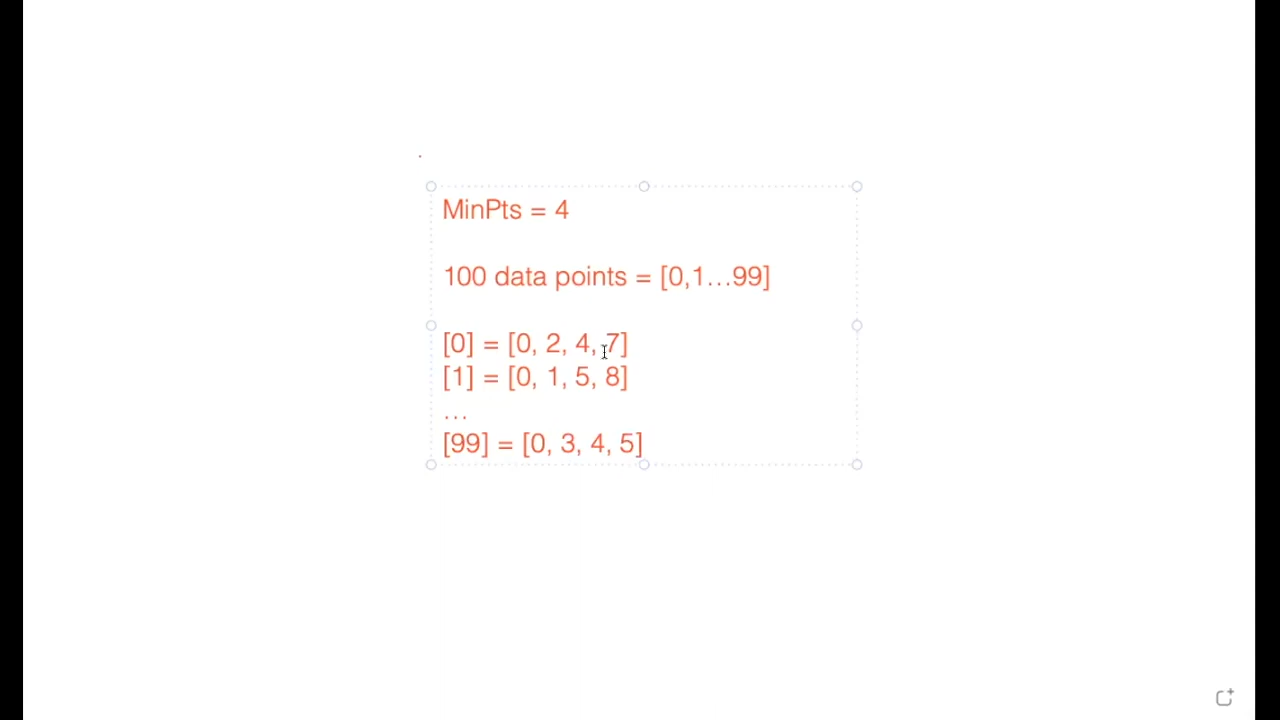 MinPts = 4
100 data points = [0,1...99]
[0] = [0, 2, 4, 7]
[1] = [0, 1, 5, 8]
...
[99] = [0, 3, 4, 5]